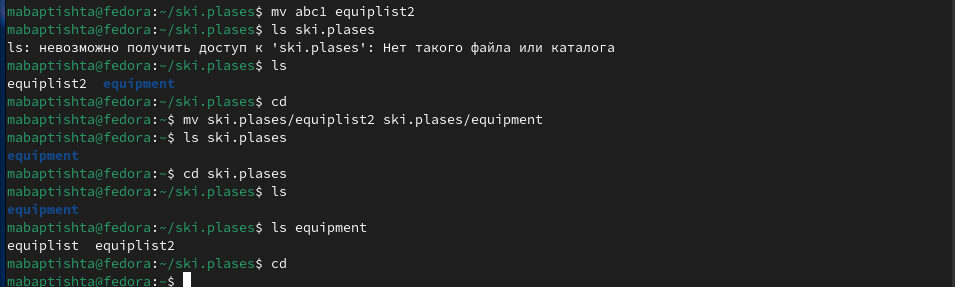 mabaptishta@fedora:~/ski.plases$ mv abc1 equiplist2
mabaptishta@fedora:~/ski.plases$ ls ski.plases
ls: невозможно получить доступ к 'ski.plases': Нет такого файла или каталога
mabaptishta@fedora:~/ski.plases$ ls
equiplist2  equipment
mabaptishta@fedora:~/ski.plases$ cd
mabaptishta@fedora:~$ mv ski.plases/equiplist2 ski.plases/equipment
mabaptishta@fedora:~$ ls ski.plases
equipment
mabaptishta@fedora:~$ cd ski.plases
mabaptishta@fedora:~/ski.plases$ ls
equipment
mabaptishta@fedora:~/ski.plases$ ls equipment
equiplist  equiplist2
mabaptishta@fedora:~/ski.plases$ cd
mabaptishta@fedora:~$